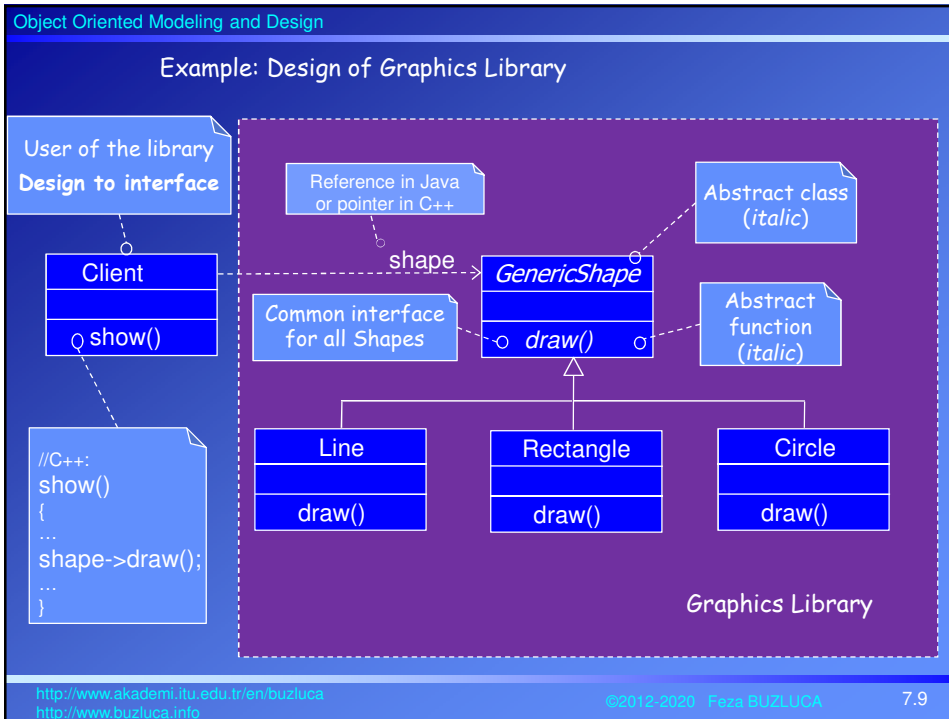 Object Oriented Modeling and Design
Example: Design of Graphics Library
User of the library
Design to interface
Reference in Java
or pointer in C++
Abstract class
(italic)
shape
Client
show()
GenericShape
draw()
Common interface
for all Shapes
Abstract
function
(italic)
Line
draw()
Rectangle
draw()
Circle
draw()
//C++:
show()
{
...
shape->draw();
...
}
Graphics Library
http://www.akademi.itu.edu.tr/en/buzluca
http://www.buzluca.info
©2012-2020 Feza BUZLUCA
7.9